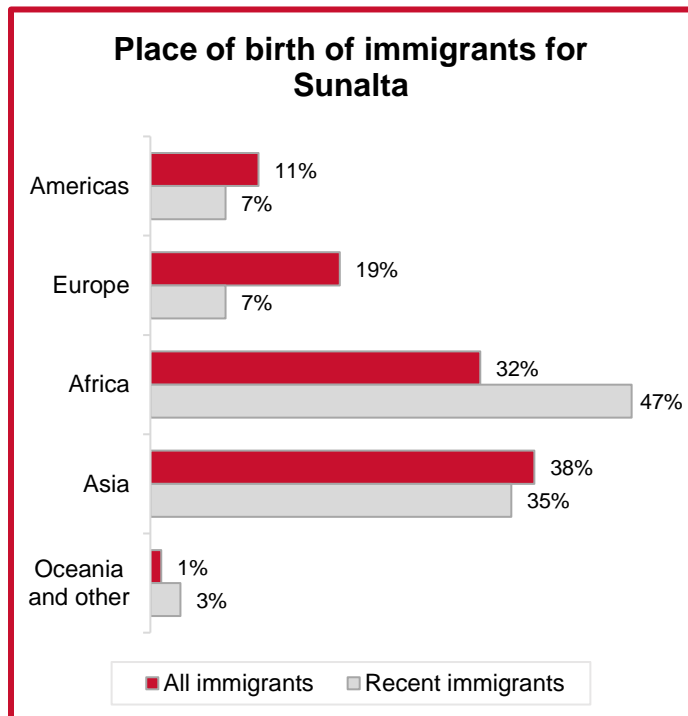 Place of birth of immigrants for
Sunalta
Americas
11%
7%
Europe
19%
7%
Africa
32%
47%
Asia
38%
35%
Oceania
and other
1%
3%
All immigrants
Recent immigrants